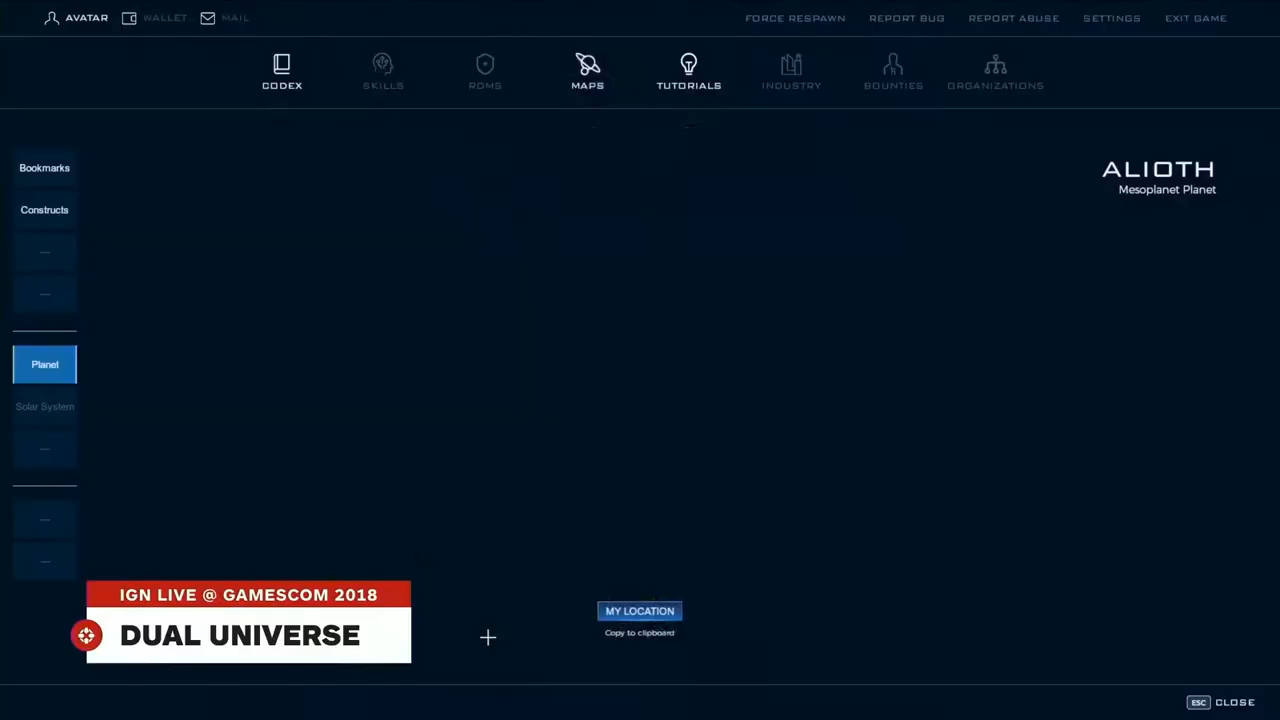 AVATAR WALLET MAIL FORCE RESPAWN REPORT BUG REPORT ABUSE SETTINGS EXIT GAME
CODEX SKILLS RDMS MAPS TUTORIALS INDUSTRY BOUNTIES ORGANIZATIONS
Bookmarks
Constructs
Planet
Solar System
ALIOTH
Mesoplanet Planet
IGN LIVE @ GAMESCOM 2018
DUAL UNIVERSE
MY LOCATION
Copy to clipboard
ESC CLOSE